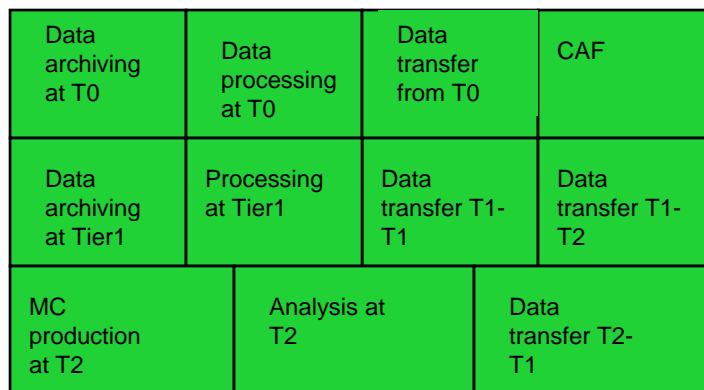 Data
archiving
at T0
Data
processing
at T0
Data
transfer
from T0
CAF
Data
archiving
at Tier1
Processing
at Tier1
Data
transfer T1-
T1
Data
transfer T1-
T2
MC
production
at T2
Analysis at
T2
Data
transfer T2-
T1